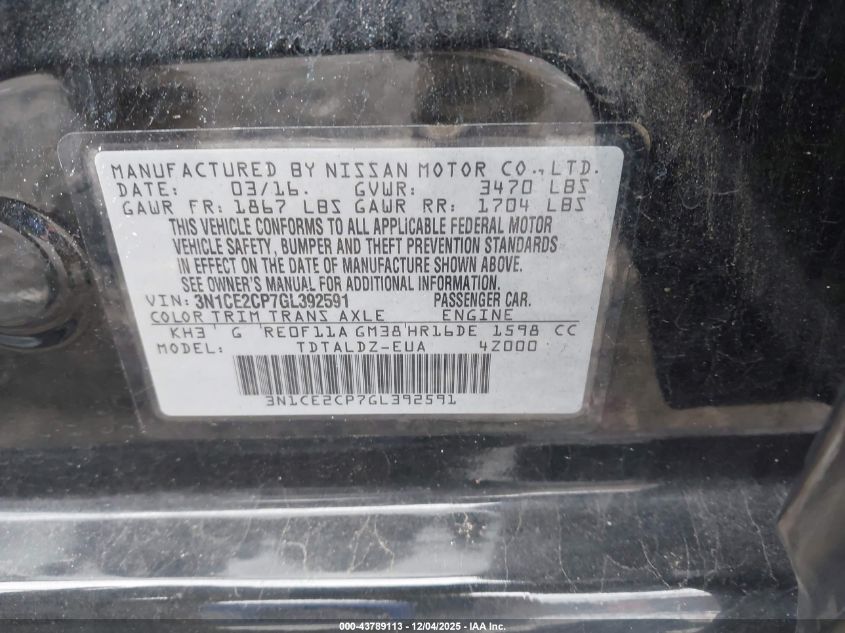 MANUFACTURED BY NISSAN MOTOR CO., LTD.
DATE: 03/16. GVWR: 3470 LBS
GAWR FR: 1867 LBS GAWR RR: 1704 LBS
THIS VEHICLE CONFORMS TO ALL APPLICABLE FEDERAL MOTOR
VEHICLE SAFETY, BUMPER AND THEFT PREVENTION STANDARDS
IN EFFECT ON THE DATE OF MANUFACTURE SHOWN ABOVE.
SEE OWNER'S MANUAL FOR ADDITIONAL INFORMATION.
VIN: 3N1CE2CP7GL392591 PASSENGER CAR.
COLOR TRIM TRANS AXLE ENGINE
KH3 G RE0F11A GM38 HR16DE 1598 CC
MODEL: TDTALDZ-EUA 4Z000
3N1CE2CP7GL392591
000-43789113 - 12/04/2025 - IAA Inc.